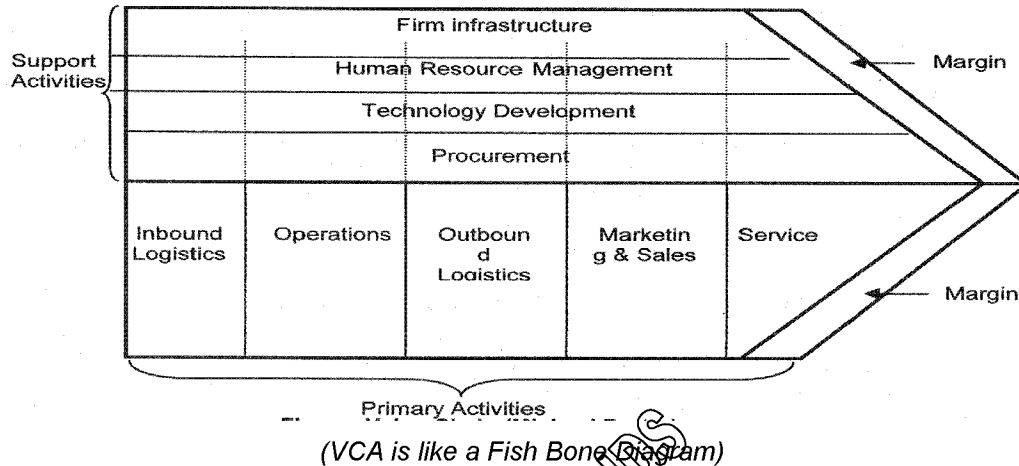 Firm infrastructure
Support
Activities
Human Resource Management
Margin
Technology Development
Procurement
Inbound
Logistics
Operations
Outboun
d
Logistics
Marketin
g & Sales
Service
Margin
Primary Activities
(VCA is like a Fish Bone Diagram)